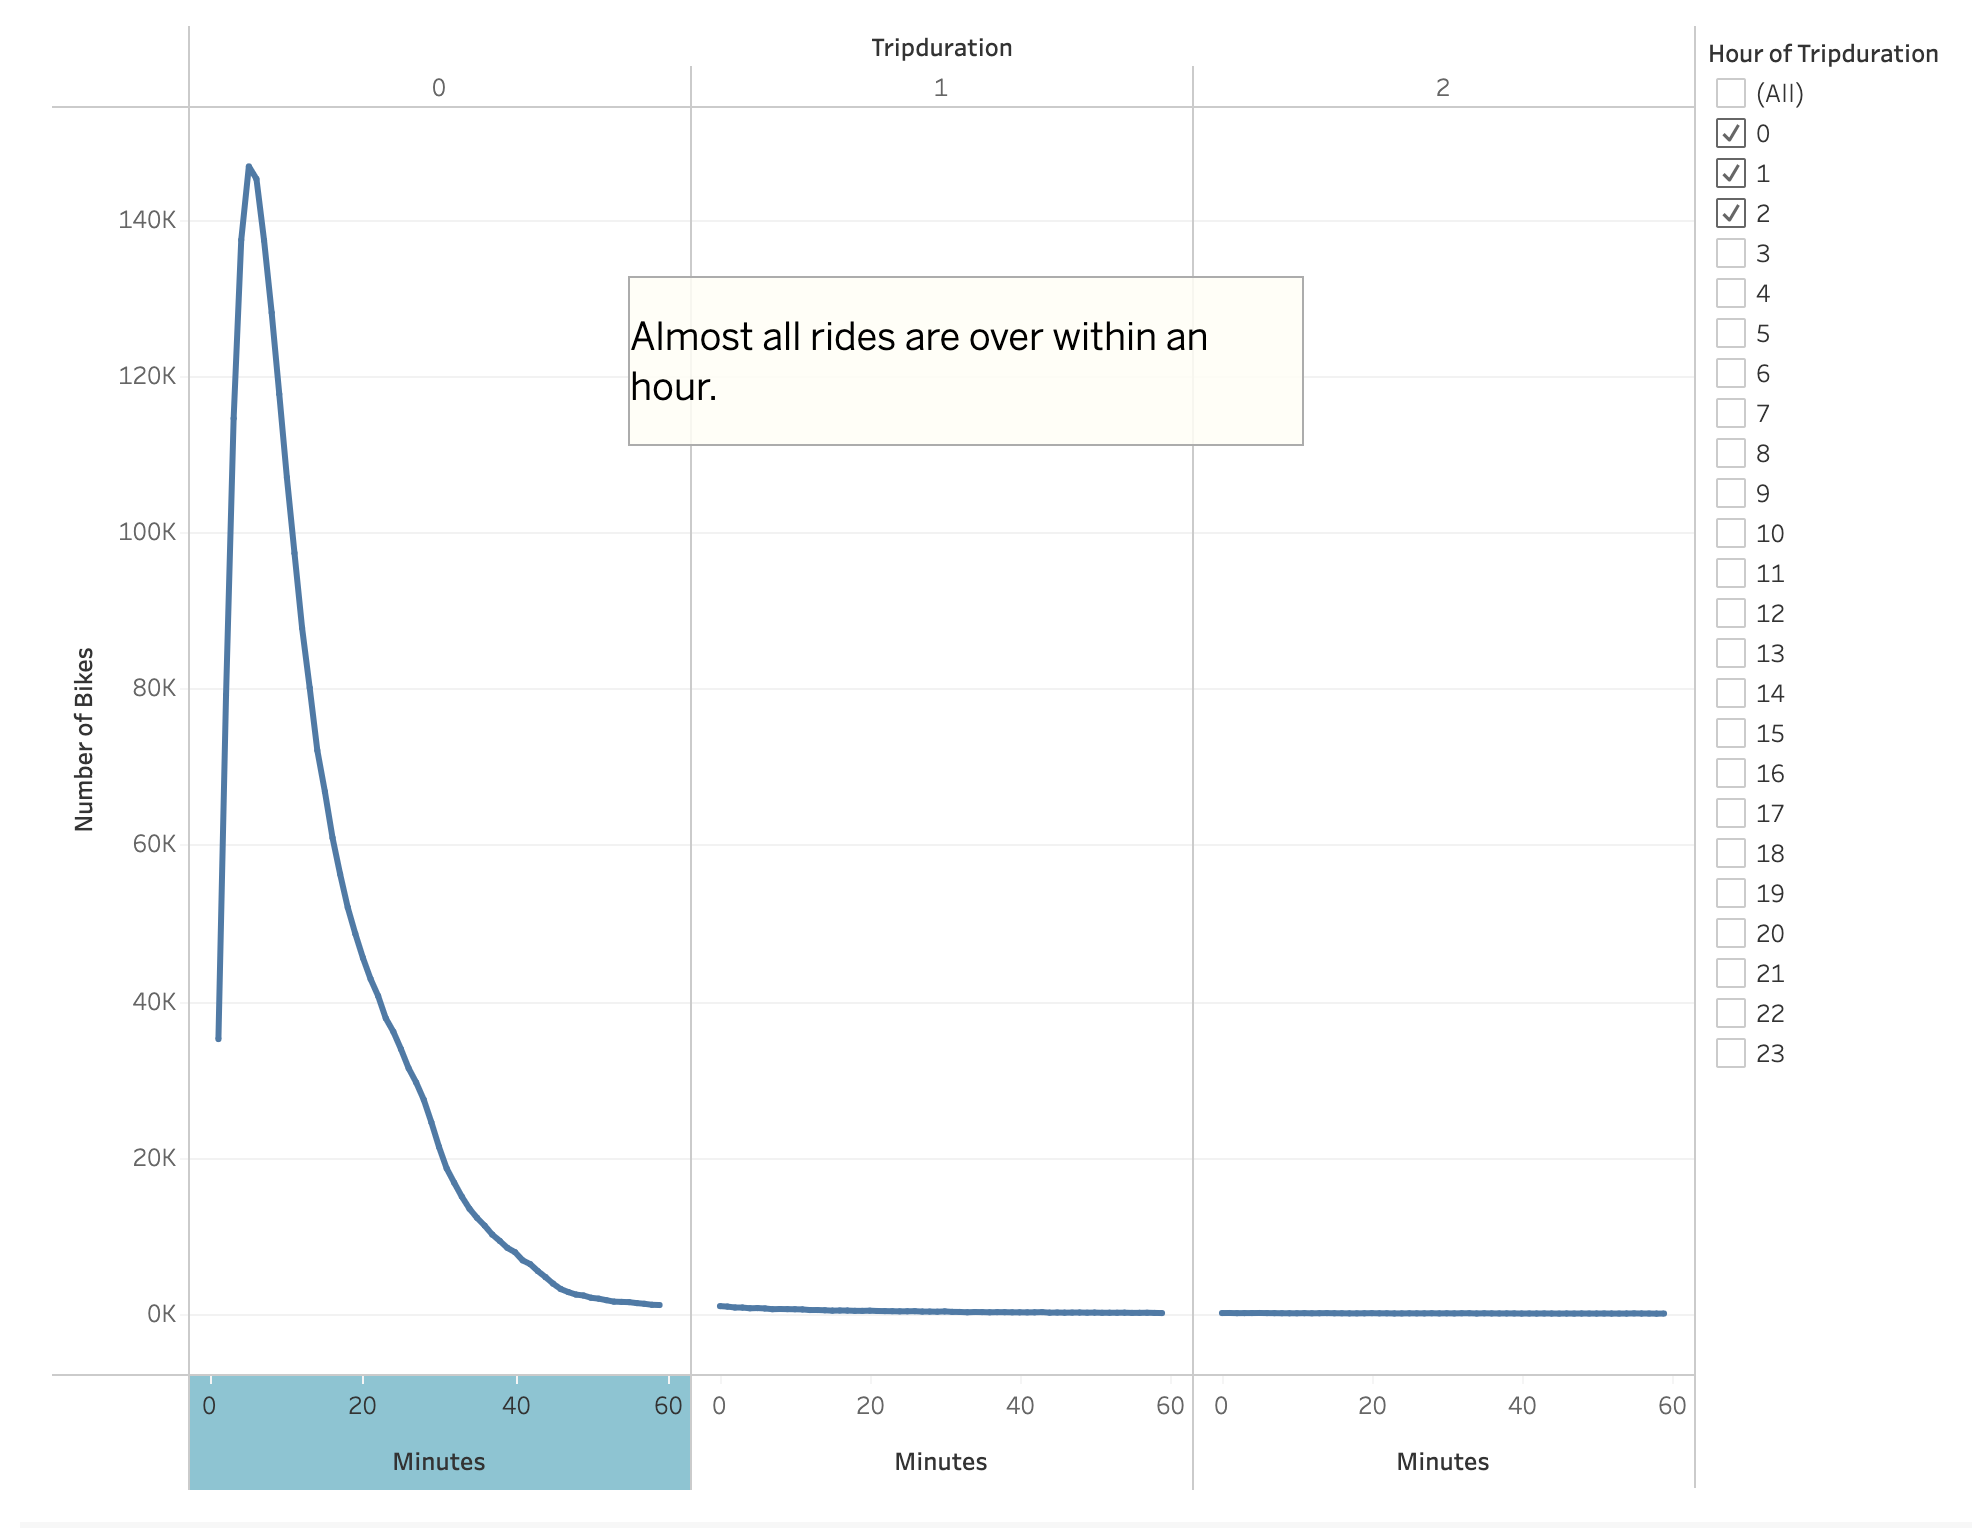 Tripduration
0 1 2
140K
120K
100K
80K
60K
40K
20K
0K
Number of Bikes
Almost all rides are over within an
hour.
0 20 40 60 0 20 40 60 0 20 40 60
Minutes Minutes Minutes
Hour of Tripduration
(All)
0
1
2
3
4
5
6
7
8
9
10
11
12
13
14
15
16
17
18
19
20
21
22
23